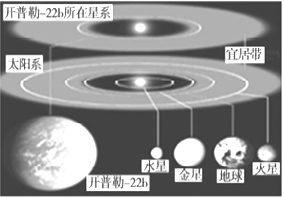 开普勒-22b所在星系
宜居带
太阳系
水星
金星
地球
火星
开普勒-22b